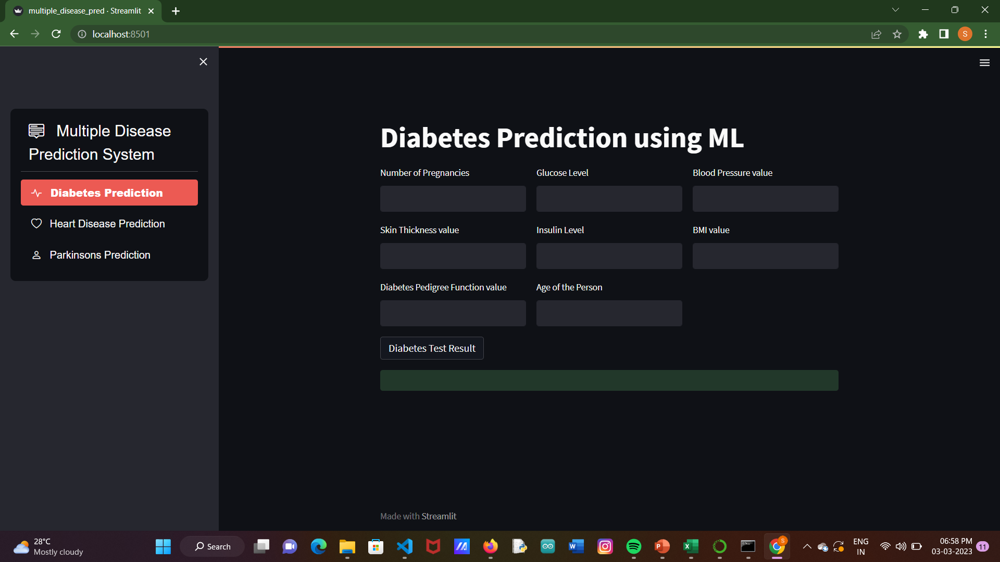 multiple_disease_pred · Streamlit
localhost:8501
S
Multiple Disease
Prediction System
Diabetes Prediction
Heart Disease Prediction
Parkinsons Prediction
Diabetes Prediction using ML
Number of Pregnancies
Glucose Level
Blood Pressure value
Skin Thickness value
Insulin Level
BMI value
Diabetes Pedigree Function value
Age of the Person
Diabetes Test Result
Made with Streamlit
28°C
Mostly cloudy
Search
W
P
X
S
ENG
IN
06:58 PM
03-03-2023
11